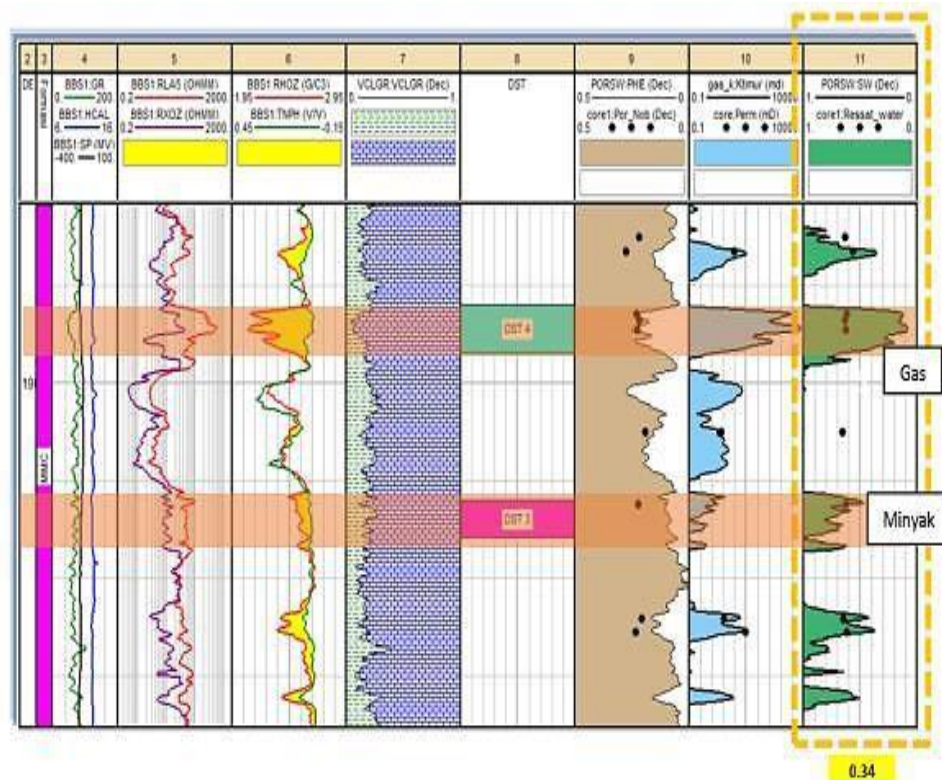 2 3 4 5 6 7 8 9 10 11
DE
BBS1:GR
0. 200.
BBS1:HCAL
6. 16.
BBS1:SP (MV)
-400. 100.
BBS1:RLA5 (OHMM)
0.2 2000.
BBS1:RXOZ (OHMM)
0.2 2000.
BBS1:RHOZ (G/C3)
1.95 2.95
BBS1:TNPH (V/V)
0.45 -0.15
VCLGR:VCLGR (Dec)
0. 1.
DST
PORSW:PHIE (Dec)
0.5 0.
core1:Por_Nob (Dec)
0.5 0.
gas_k:Kbmur (md)
0.1 1000.
core:Perm (mD)
0.1 1000.
PORSW:SW (Dec)
1. 0.
core1:Ressat_water
1. 0.
DST 4
19
Gas
MMC
DST 3
Minyak
0.34